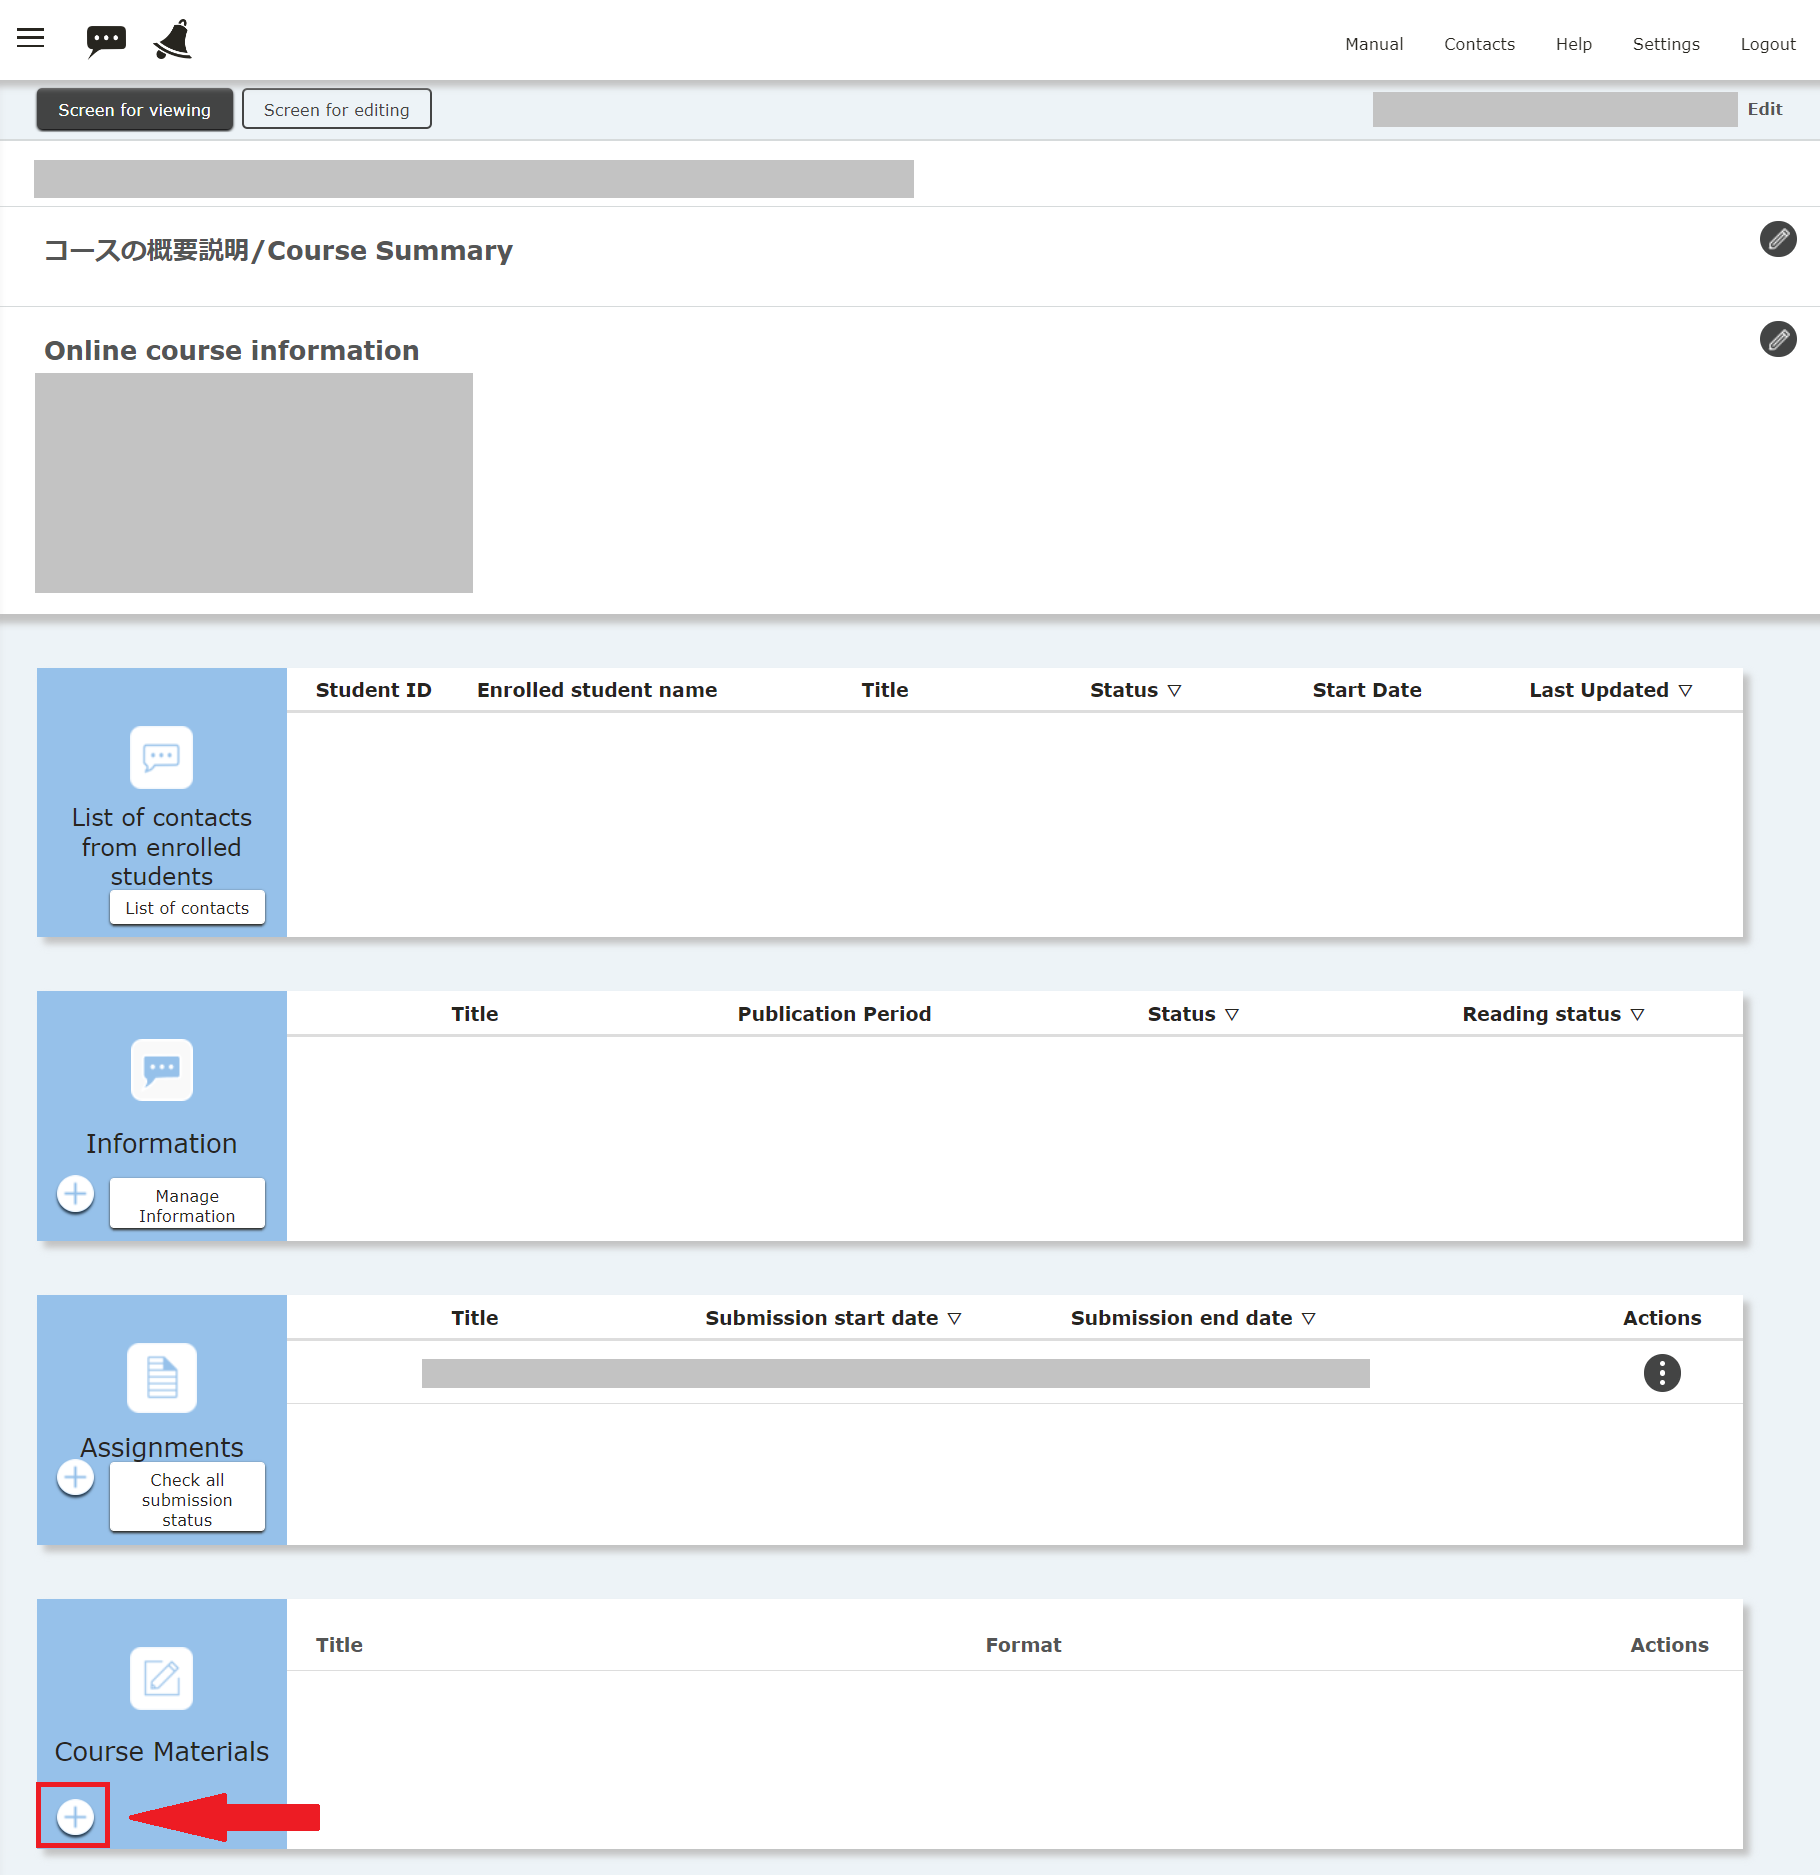 Manual Contacts Help Settings Logout
Screen for viewing Screen for editing Edit
コースの概要説明/Course Summary
Online course information
Student ID Enrolled student name Title Status ▽ Start Date Last Updated ▽
List of contacts
from enrolled
students
List of contacts
Title Publication Period Status ▽ Reading status ▽
Information
Manage
Information
Title Submission start date ▽ Submission end date ▽ Actions
Assignments
Check all
submission
status
Title Format Actions
Course Materials